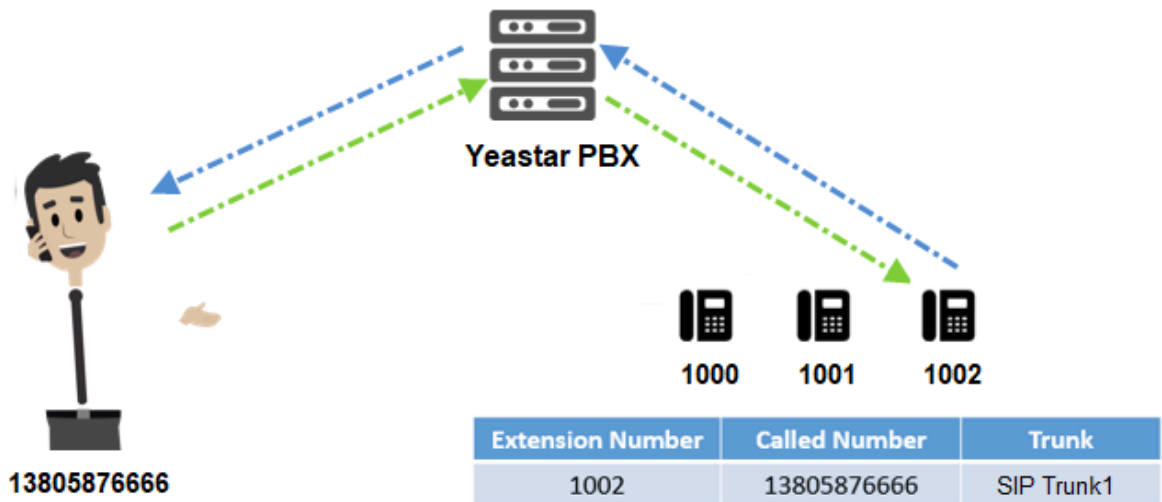 Yeastar PBX
1000 1001 1002
13805876666
Extension Number Called Number Trunk
1002 13805876666 SIP Trunk1